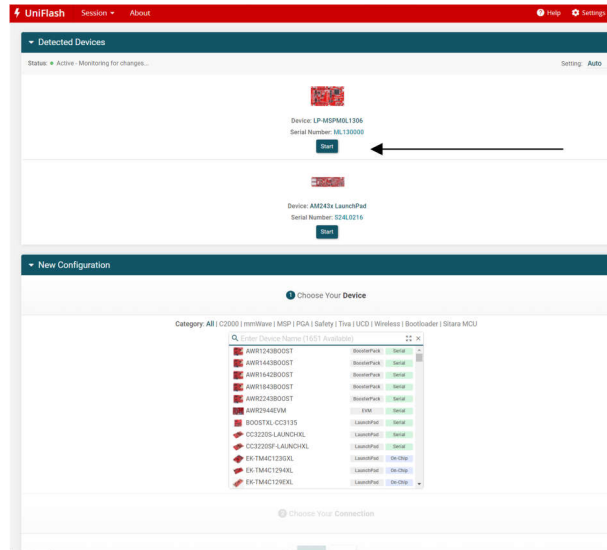 UniFlash Session About Help Settings
Detected Devices
Status: Active - Monitoring for changes... Setting: Auto
Device: LP-MSPM0L1306
Serial Number: ML130000
Start
Device: AM243x LaunchPad
Serial Number: S24L0216
Start
New Configuration
1 Choose Your Device
Category: All | C2000 | mmWave | MSP | PGA | Safety | Tiva | UCD | Wireless | Bootloader | Sitara MCU
Enter Device Name (1651 Available)
AWR1243BOOST BoosterPack Serial
AWR1443BOOST BoosterPack Serial
AWR1642BOOST BoosterPack Serial
AWR1843BOOST BoosterPack Serial
AWR2243BOOST BoosterPack Serial
AWR2944EVM EVM Serial
BOOSTXL-CC3135 LaunchPad Serial
CC3220S-LAUNCHXL LaunchPad Serial
CC3220SF-LAUNCHXL LaunchPad Serial
EK-TM4C123GXL LaunchPad On-Chip
EK-TM4C1294XL LaunchPad On-Chip
EK-TM4C129EXL LaunchPad On-Chip
2 Choose Your Connection